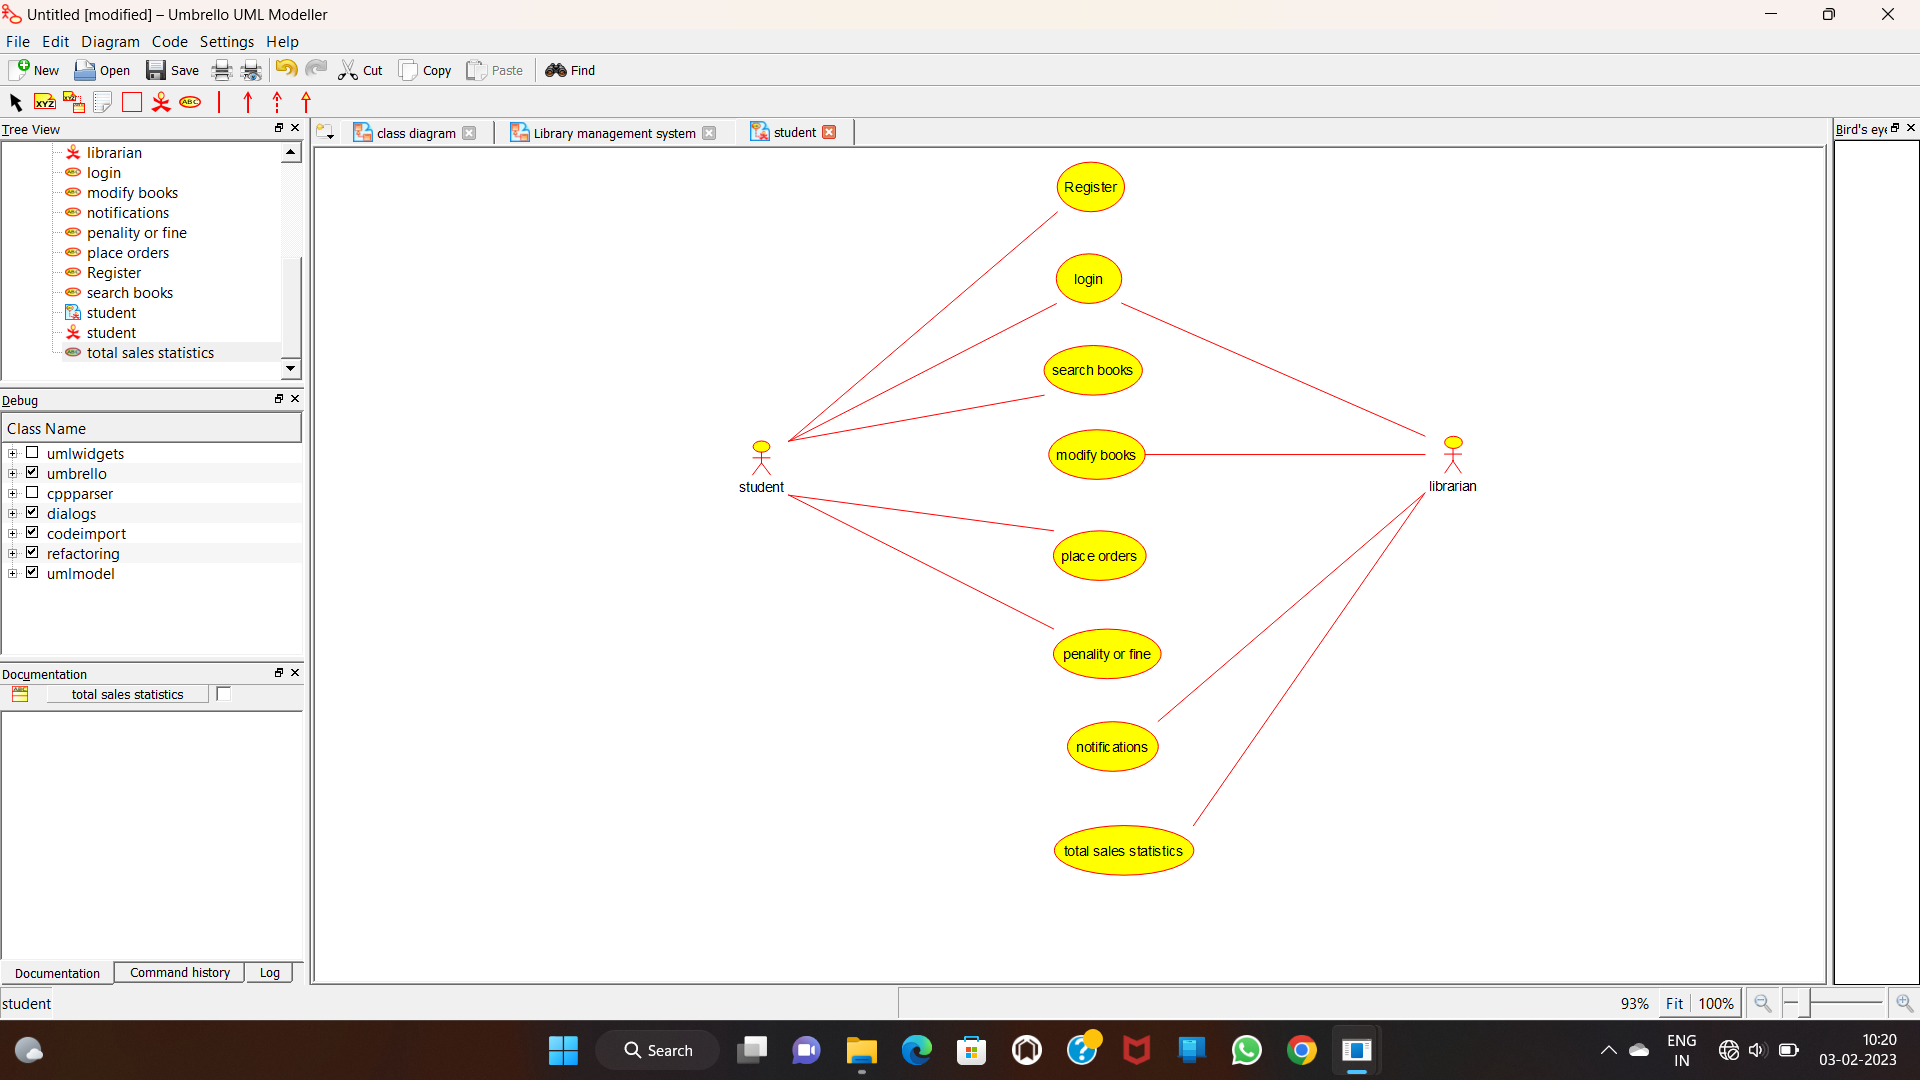 Untitled [modified] – Umbrello UML Modeller
File Edit Diagram Code Settings Help
New Open Save Cut Copy Paste Find
XYZ XYZ ABC
Tree View
librarian
login
modify books
notifications
penality or fine
place orders
Register
search books
student
student
total sales statistics
Debug
Class Name
umlwidgets
umbrello
cppparser
dialogs
codeimport
refactoring
umlmodel
Documentation
total sales statistics
Documentation Command history Log
student
class diagram Library management system student
Register
login
search books
modify books
student
librarian
place orders
penality or fine
notifications
total sales statistics
Bird's eye
93% Fit 100%
Search
ENG
IN
10:20
03-02-2023